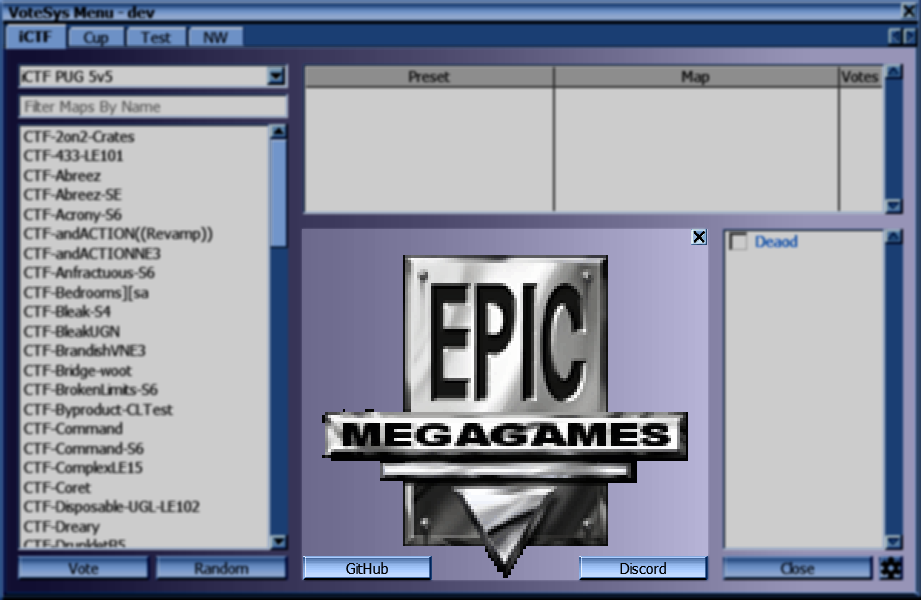 VoteSys Menu - dev
iCTF Cup Test NW
iCTF PUG 5v5
Filter Maps By Name
CTF-2on2-Crates
CTF-433-LE101
CTF-Abreez
CTF-Abreez-SE
CTF-Acrony-S6
CTF-andACTION((Revamp))
CTF-andACTIONNE3
CTF-Anfractuous-S6
CTF-Bedrooms][sa
CTF-Bleak-S4
CTF-BleakUGN
CTF-BrandishVNE3
CTF-Bridge-woot
CTF-BrokenLimits-S6
CTF-Byproduct-CLTest
CTF-Command
CTF-Command-S6
CTF-ComplexLE15
CTF-Coret
CTF-Disposable-UGL-LE102
CTF-Dreary
Vote Random
Preset Map Votes
EPIC
MEGAGAMES
GitHub Discord
Deaod
Close